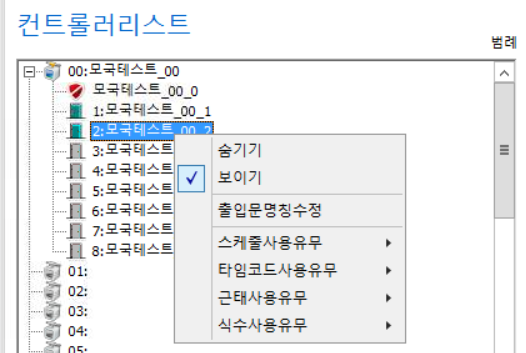 컨트롤러리스트
범례
00:모국테스트_00
모국테스트_00_0
1:모국테스트_00_1
2:모국테스트_00_2
3:모국테스트
숨기기
4:모국테스트
보이기
5:모국테스트
6:모국테스트
출입문명칭수정
7:모국테스트
스케줄사용유무
8:모국테스트
타임코드사용유무
01:
02:
근태사용유무
03:
식수사용유무
04:
05: